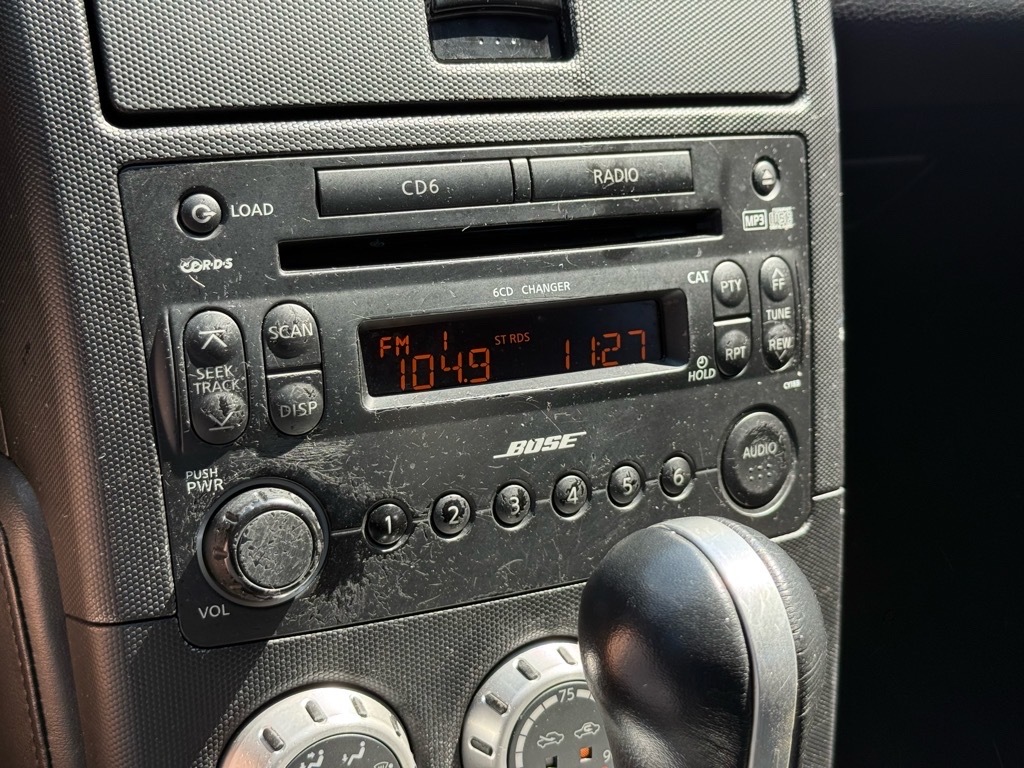 CD6
RADIO
LOAD
MP3
R·D·S
6CD CHANGER
CAT
PTY
FF
SCAN
FM 1 ST RDS
104.9 11:27
TUNE
SEEK
TRACK
RPT
REW
HOLD
DISP
BOSE
AUDIO
PUSH
PWR
1 2 3 4 5 6
VOL
75